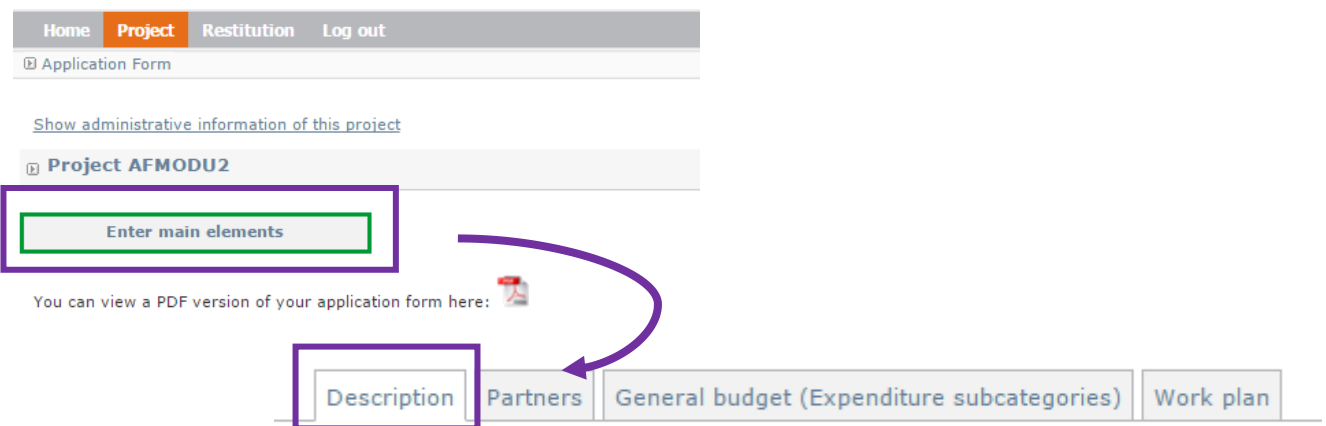 Home Project Restitution Log out
Application Form
Show administrative information of this project
Project AFMODU2
Enter main elements
You can view a PDF version of your application form here:
Description Partners General budget (Expenditure subcategories) Work plan